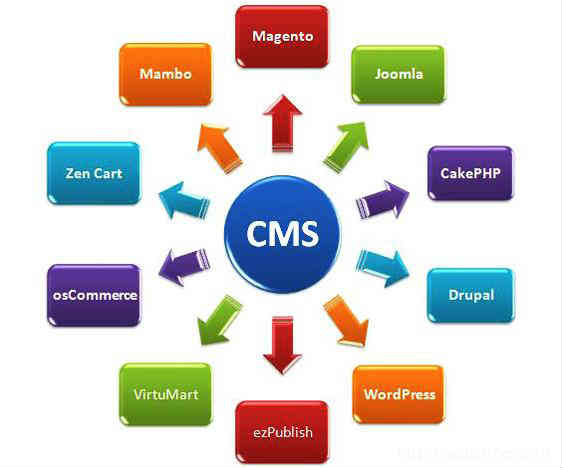 Magento
Mambo
Joomla
Zen Cart
CakePHP
CMS
osCommerce
Drupal
VirtuMart
WordPress
ezPublish